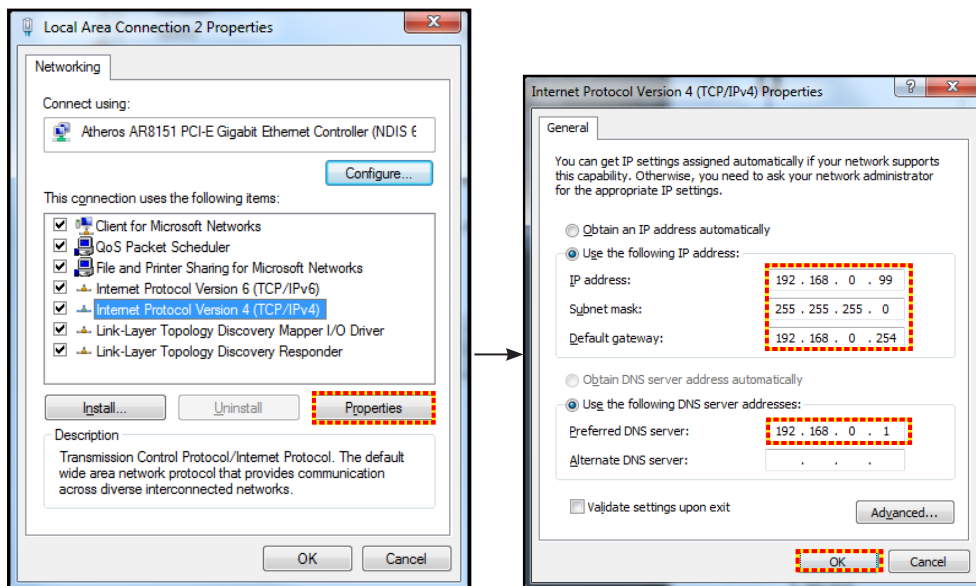 Local Area Connection 2 Properties
Networking
Connect using:
Atheros AR8151 PCI-E Gigabit Ethernet Controller (NDIS 6
Configure...
This connection uses the following items:
Client for Microsoft Networks
QoS Packet Scheduler
File and Printer Sharing for Microsoft Networks
Internet Protocol Version 6 (TCP/IPv6)
Internet Protocol Version 4 (TCP/IPv4)
Link-Layer Topology Discovery Mapper I/O Driver
Link-Layer Topology Discovery Responder
Install...
Uninstall
Properties
Description
Transmission Control Protocol/Internet Protocol. The default
wide area network protocol that provides communication
across diverse interconnected networks.
OK
Cancel
Internet Protocol Version 4 (TCP/IPv4) Properties
?
General
You can get IP settings assigned automatically if your network supports
this capability. Otherwise, you need to ask your network administrator
for the appropriate IP settings.
Obtain an IP address automatically
Use the following IP address:
IP address: 192 . 168 . 0 . 99
Subnet mask: 255 . 255 . 255 . 0
Default gateway: 192 . 168 . 0 . 254
Obtain DNS server address automatically
Use the following DNS server addresses:
Preferred DNS server: 192 . 168 . 0 . 1
Alternate DNS server: . . .
Validate settings upon exit
Advanced...
OK
Cancel